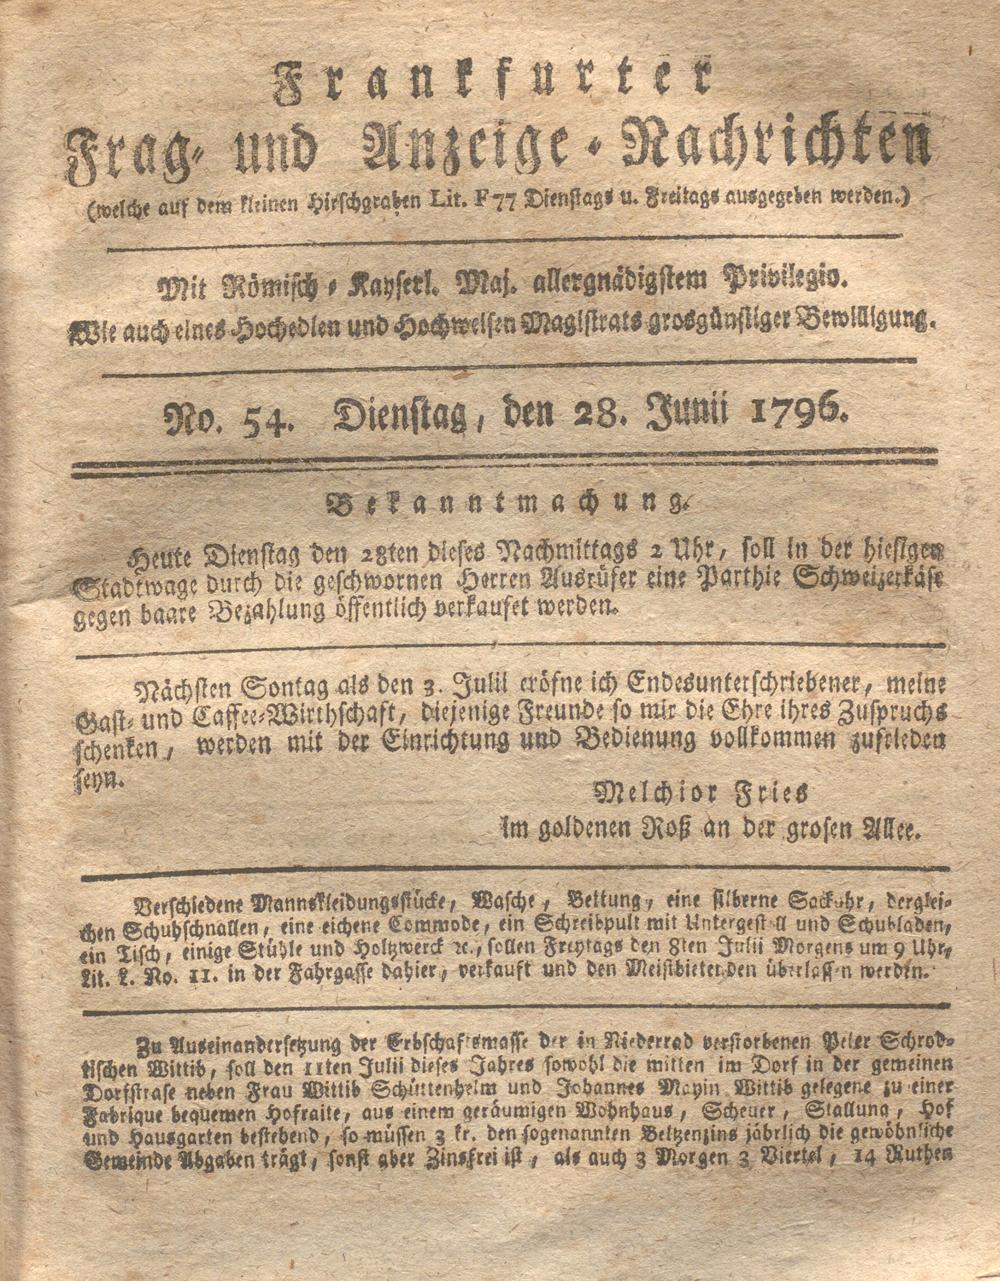 Frankfurter
Frag- und Anzeige-Nachrichten
(welche auf dem kleinen Hirschgraben Lit. F 77 Dienstags u. Freitags ausgegeben werden.)
Mit Römisch-Kayserl. Maj. allergnädigstem Privilegio.
Wie auch eines Hochedlen und Hochweisen Magistrats grosgünstiger Bewilligung.
No. 54. Dienstag, den 28. Junii 1796.
Bekanntmachung.
Heute Dienstag den 28ten dieses Nachmittags 2 Uhr, soll in der hiesigen
Stadtwage durch die geschwornen Herren Ausrüfer eine Parthie Schweizerkäse
gegen baare Bezahlung öffentlich verkaufet werden.
Nächsten Sontag als den 3. Julii eröfne ich Endesunterschriebener, meine
Gast- und Caffee-Wirthschaft, diejenige Freunde so mir die Ehre ihres Zuspruchs
schenken, werden mit der Einrichtung und Bedienung vollkommen zufrieden
seyn.
Melchior Fries
im goldenen Roß an der grosen Allee.
Verschiedene Mannskleidungsstücke, Wasche, Bettung, eine silberne Sackuhr, derglei-
chen Schuhschnallen, eine eichene Commode, ein Schreibpult mit Untergestell und Schubladen,
ein Tisch, einige Stühle und Holtzwerck ꝛc., sollen Freytags den 8ten Julii Morgens um 9 Uhr,
Lit. L. No. 11. in der Fahrgasse dahier, verkauft und den Meistbietenden überlassen werden.
Zu Auseinandersetzung der Erbschaftsmasse der in Niederrad verstorbenen Peter Schrod-
tischen Wittib, soll den 11ten Julii dieses Jahres sowohl die mitten im Dorf in der gemeinen
Dorfstrase neben Frau Wittib Schüttenhelm und Johannes Mayin Wittib gelegene zu einer
Fabrique bequemen Hofraite, aus einem geräumigen Wohnhaus, Scheuer, Stallung, Hof
und Hausgarten bestehend, so müssen 3 kr. den sogenannten Beltzenzins jährlich die gewöhnliche
Gemeinde Abgaben trägt, sonst aber Zinsfrei ist, als auch 3 Morgen 3 Viertel, 14 Ruthen